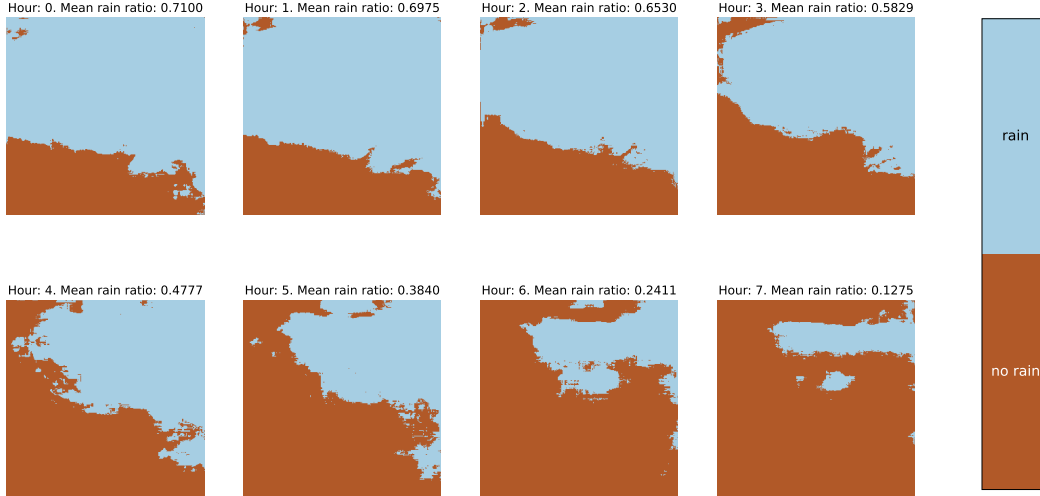 Hour: 0. Mean rain ratio: 0.7100
Hour: 1. Mean rain ratio: 0.6975
Hour: 2. Mean rain ratio: 0.6530
Hour: 3. Mean rain ratio: 0.5829
rain
Hour: 4. Mean rain ratio: 0.4777
Hour: 5. Mean rain ratio: 0.3840
Hour: 6. Mean rain ratio: 0.2411
Hour: 7. Mean rain ratio: 0.1275
no rain